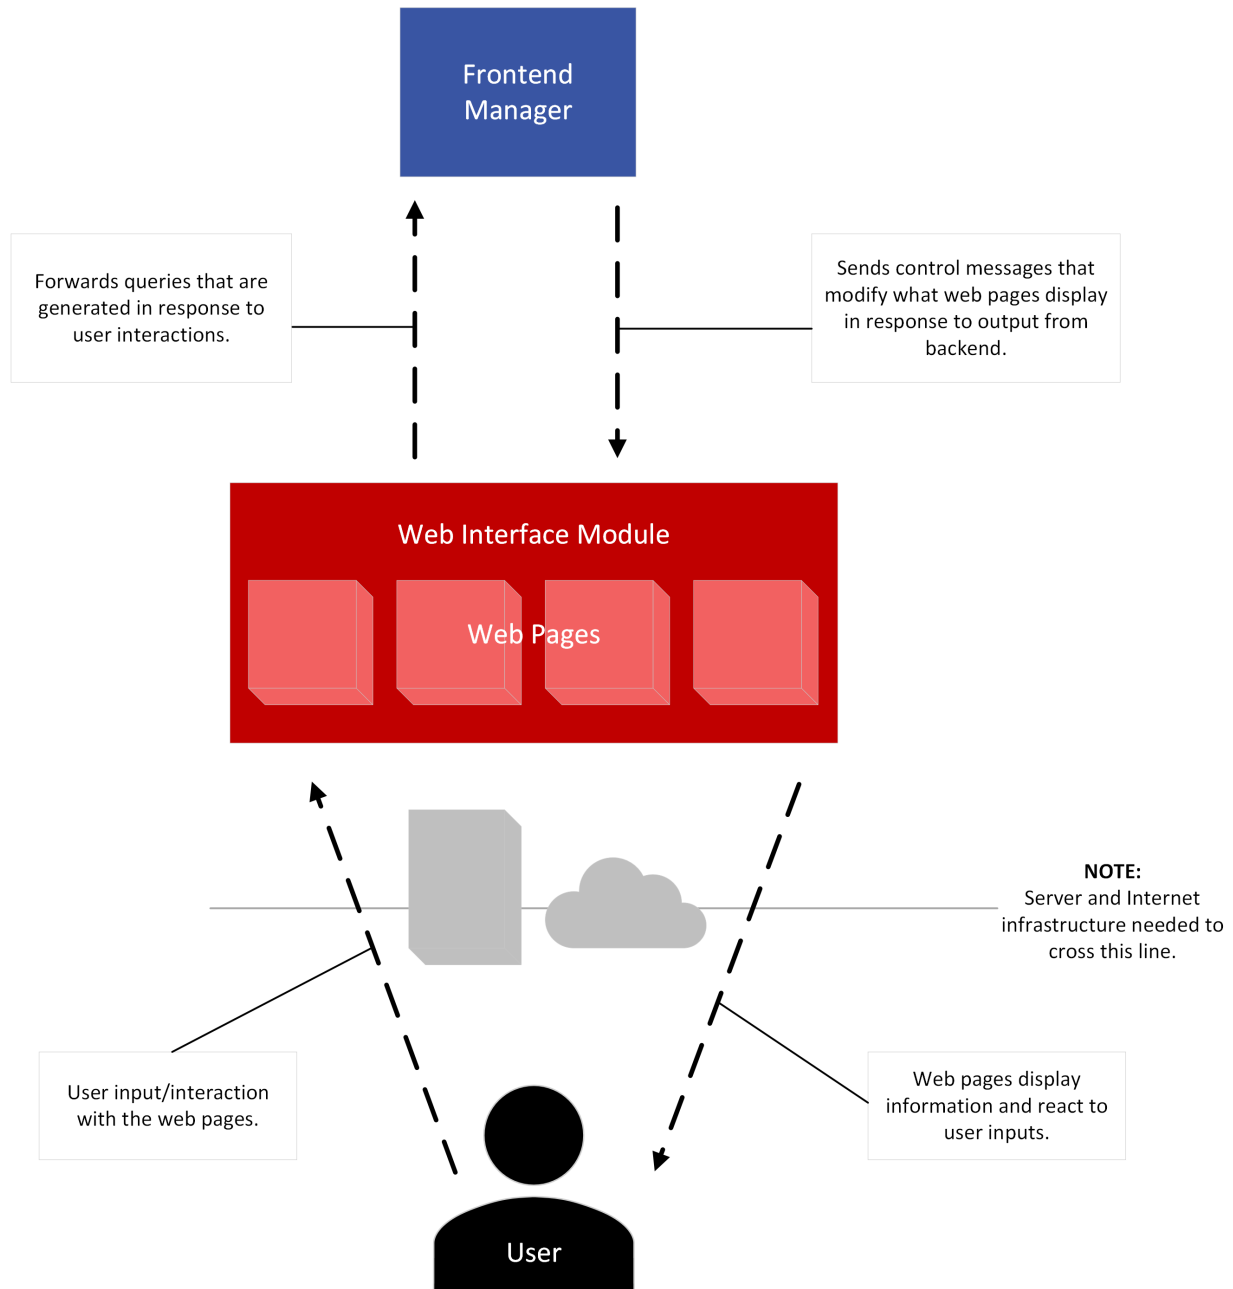 Frontend
Manager
Forwards queries that are
generated in response to
user interactions.
Sends control messages that
modify what web pages display
in response to output from
backend.
Web Interface Module
Web Pages
NOTE:
Server and Internet
infrastructure needed to
cross this line.
User input/interaction
with the web pages.
Web pages display
information and react to
user inputs.
User